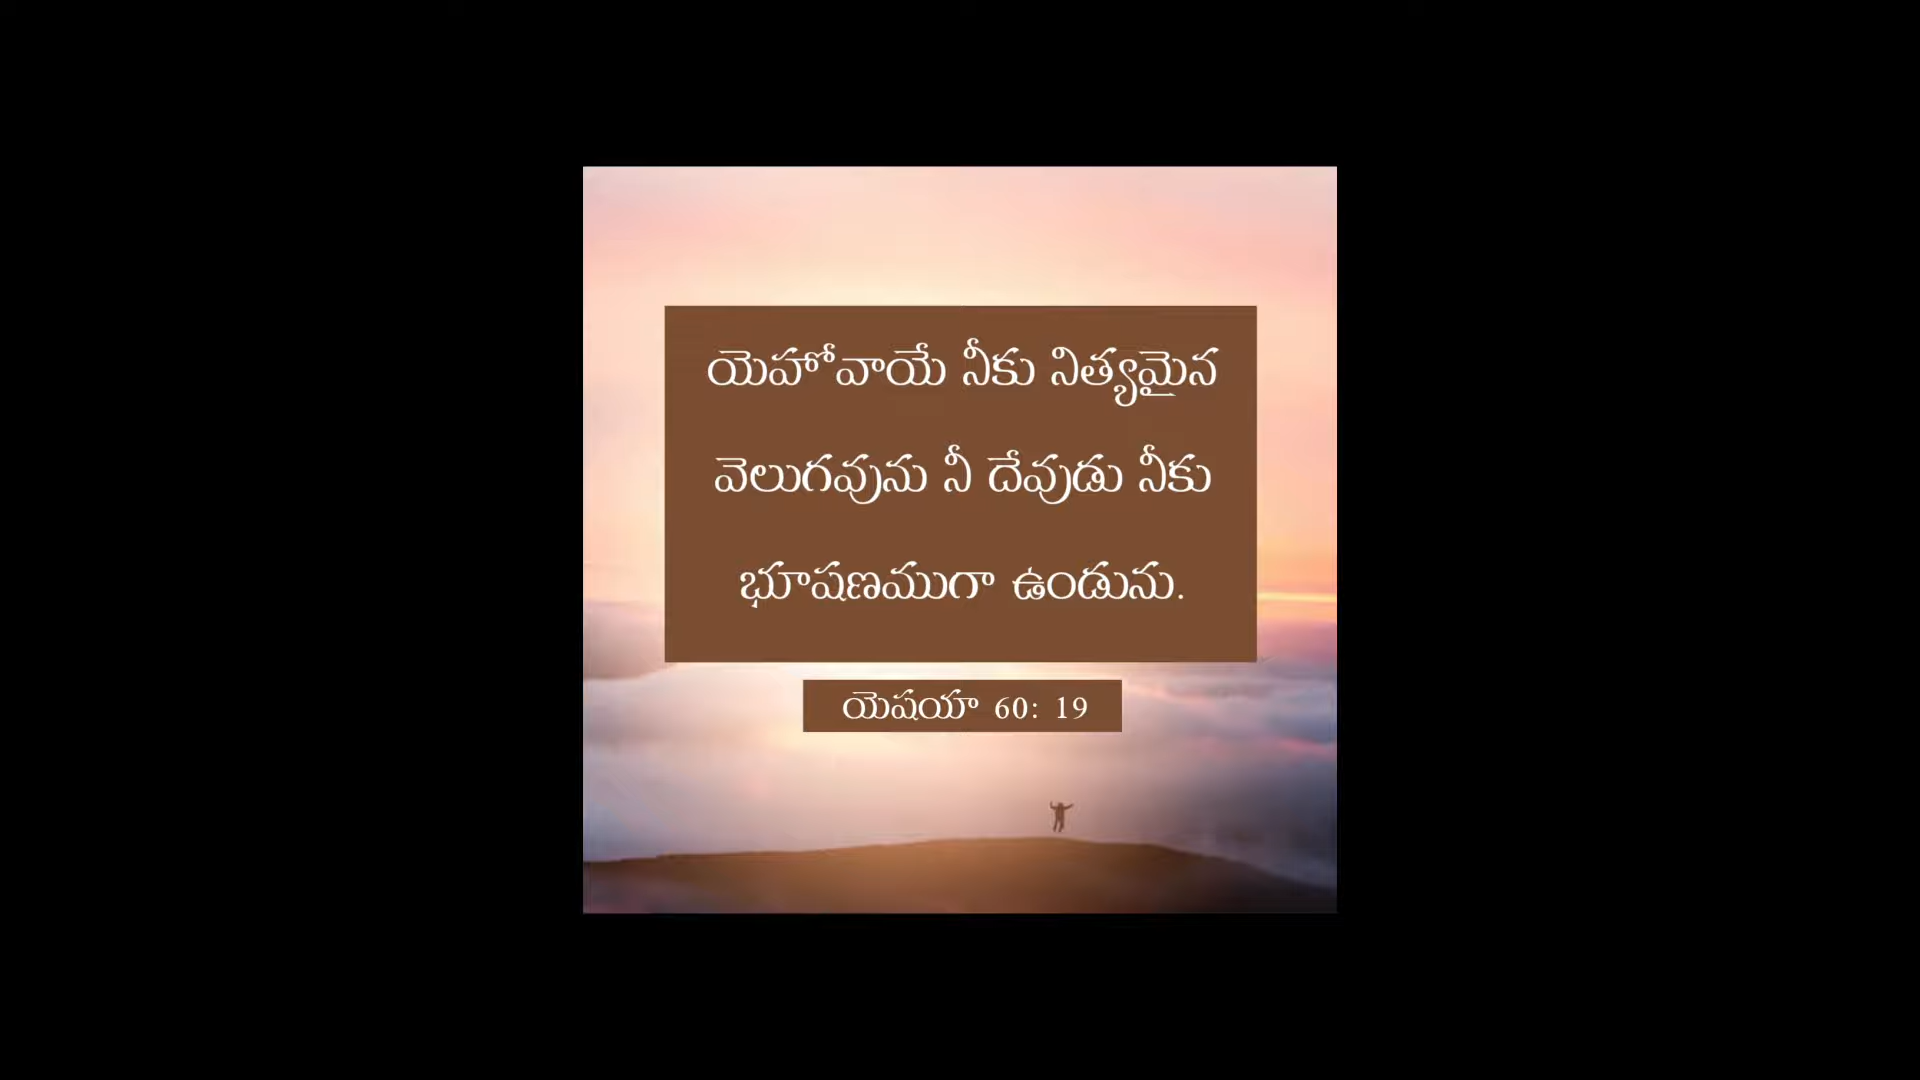 యెహోవాయే నీకు నిత్యమైన
వెలుగవును నీ దేవుడు నీకు
భూషణముగా ఉండును.
యెషయా 60: 19